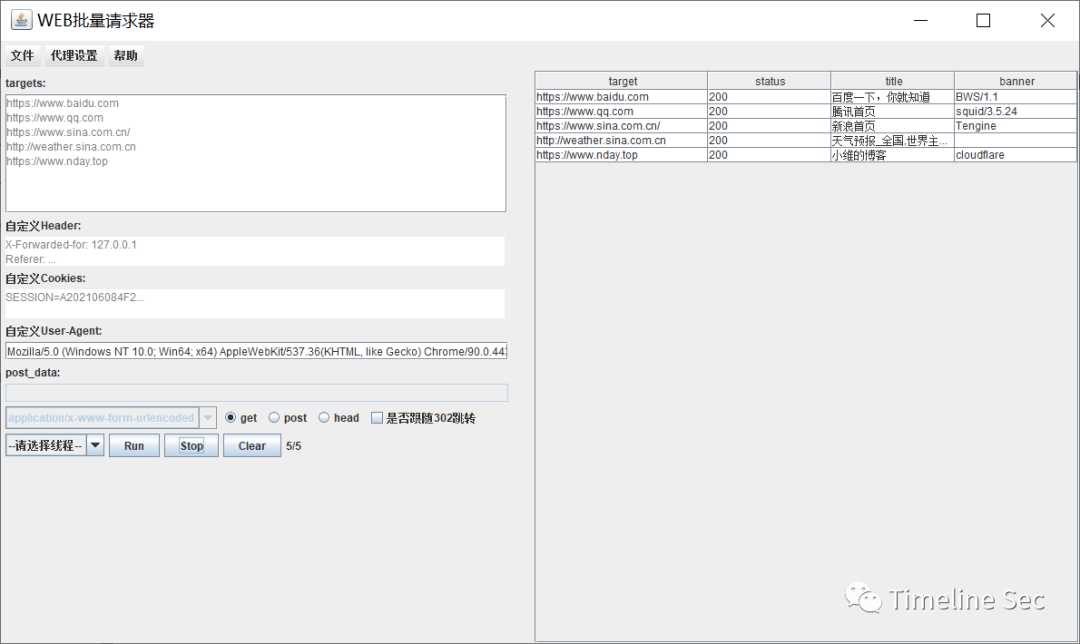 WEB批量请求器
文件 代理设置 帮助
targets:
https://www.baidu.com
https://www.qq.com
https://www.sina.com.cn/
http://weather.sina.com.cn
https://www.nday.top
自定义Header:
X-Forwarded-for: 127.0.0.1
Referer: ...
自定义Cookies:
SESSION=A202106084F2...
自定义User-Agent:
Mozilla/5.0 (Windows NT 10.0; Win64; x64) AppleWebKit/537.36(KHTML, like Gecko) Chrome/90.0.443
post_data:
application/x-www-form-urlencoded get post head 是否跟随302跳转
--请选择线程-- Run Stop Clear 5/5
target status title banner
https://www.baidu.com 200 百度一下，你就知道 BWS/1.1
https://www.qq.com 200 腾讯首页 squid/3.5.24
https://www.sina.com.cn/ 200 新浪首页 Tengine
http://weather.sina.com.cn 200 天气预报_全国,世界主...
https://www.nday.top 200 小维的博客 cloudflare
Timeline Sec